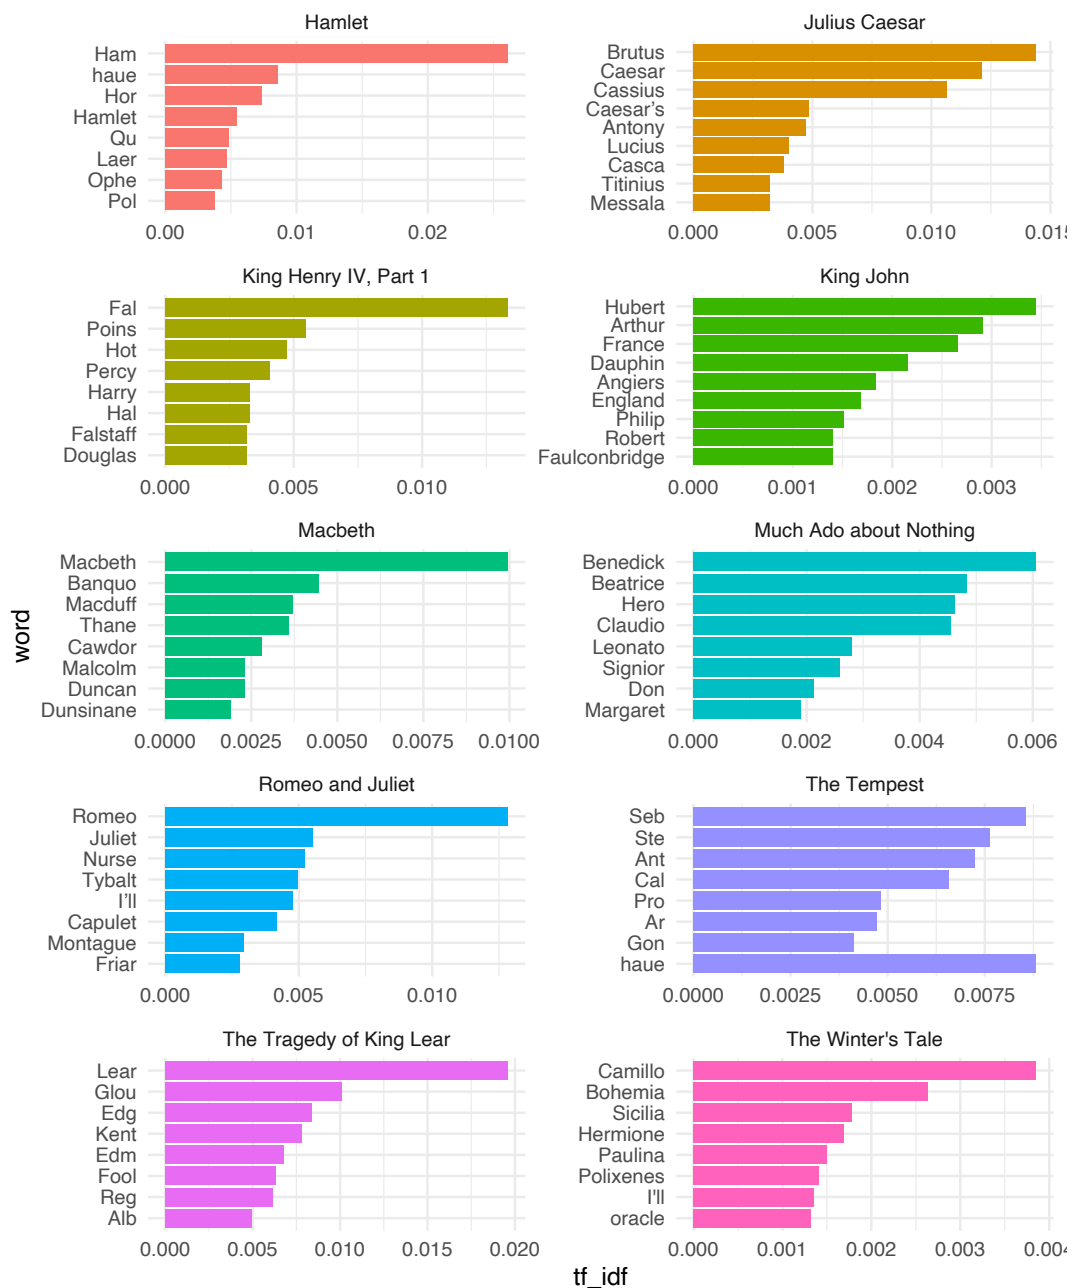 Hamlet
Ham
haue
Hor
Hamlet
Qu
Laer
Ophe
Pol
0.00 0.01 0.02
Julius Caesar
Brutus
Caesar
Cassius
Caesar's
Antony
Lucius
Casca
Titinius
Messala
0.000 0.005 0.010 0.015
King Henry IV, Part 1
Fal
Poins
Hot
Percy
Harry
Hal
Falstaff
Douglas
0.000 0.005 0.010
King John
Hubert
Arthur
France
Dauphin
Angiers
England
Philip
Robert
Faulconbridge
0.000 0.001 0.002 0.003
Macbeth
Macbeth
Banquo
Macduff
Thane
Cawdor
Malcolm
Duncan
Dunsinane
0.0000 0.0025 0.0050 0.0075 0.0100
Much Ado about Nothing
Benedick
Beatrice
Hero
Claudio
Leonato
Signior
Don
Margaret
0.000 0.002 0.004 0.006
Romeo and Juliet
Romeo
Juliet
Nurse
Tybalt
I’ll
Capulet
Montague
Friar
0.000 0.005 0.010
The Tempest
Seb
Ste
Ant
Cal
Pro
Ar
Gon
haue
0.0000 0.0025 0.0050 0.0075
The Tragedy of King Lear
Lear
Glou
Edg
Kent
Edm
Fool
Reg
Alb
0.000 0.005 0.010 0.015 0.020
The Winter's Tale
Camillo
Bohemia
Sicilia
Hermione
Paulina
Polixenes
I'll
oracle
0.000 0.001 0.002 0.003 0.004
word
tf_idf